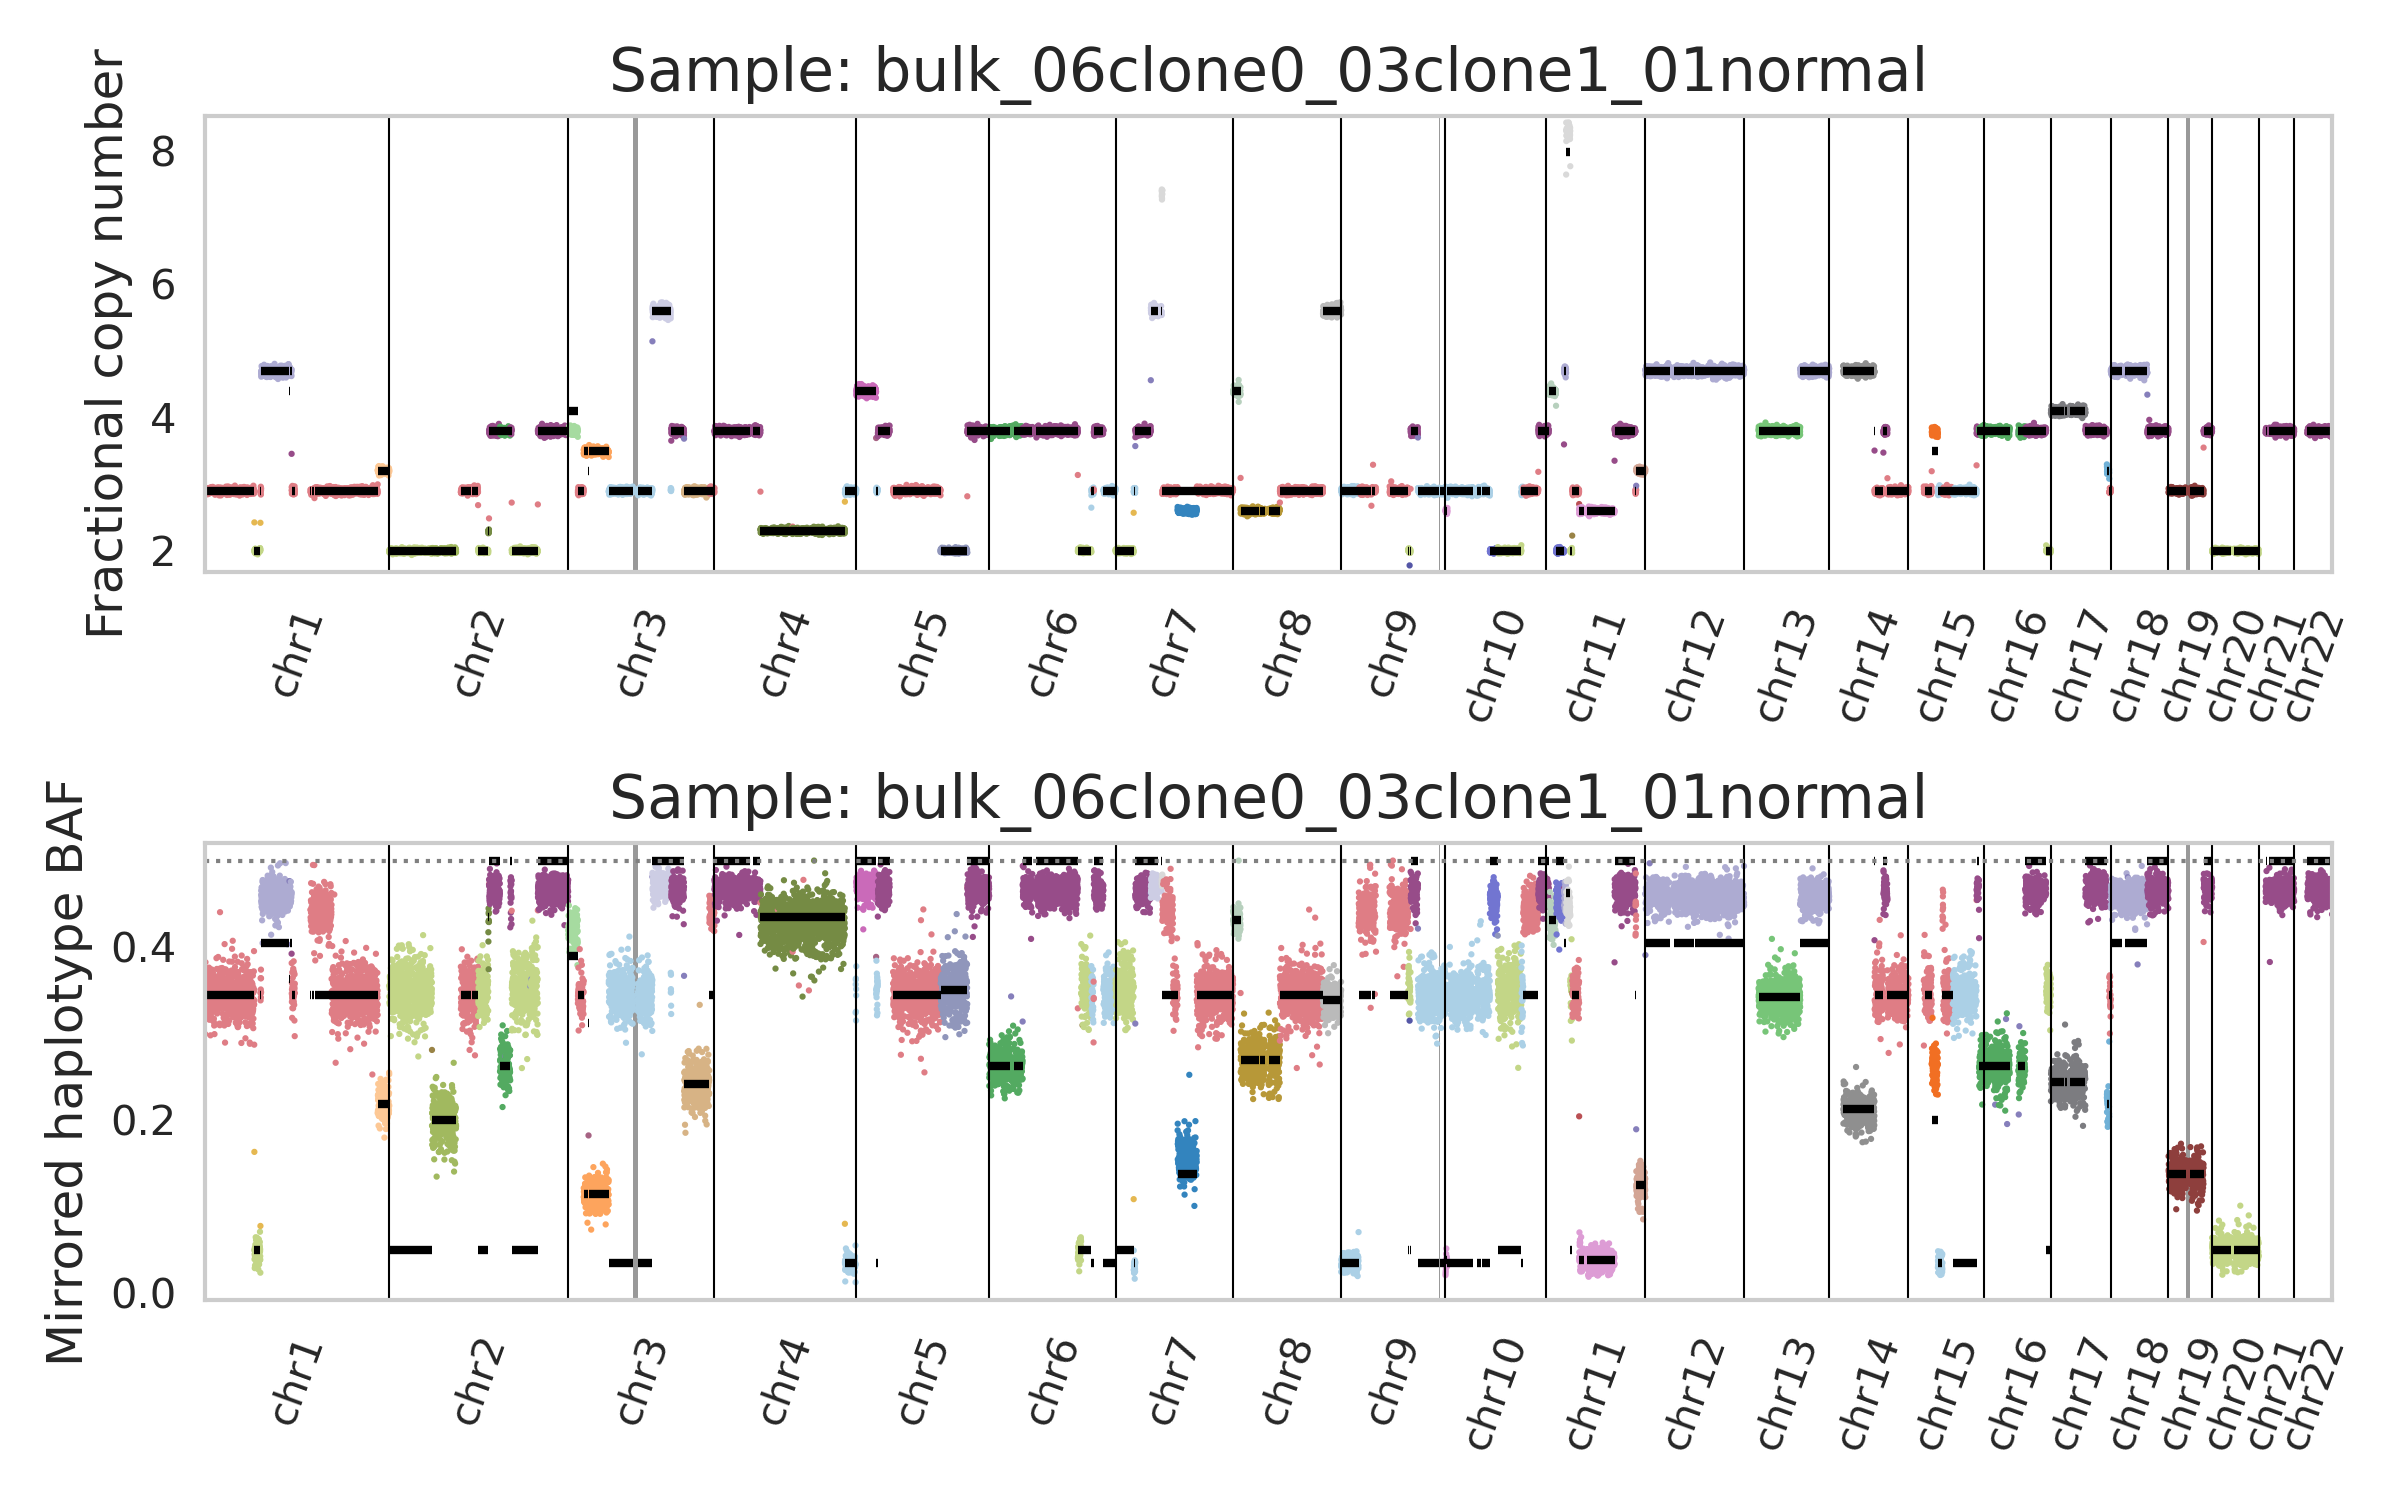 Sample: bulk_06clone0_03clone1_01normal
Fractional copy number
8
6
4
2
chr1
chr2
chr3
chr4
chr5
chr6
chr7
chr8
chr9
chr10
chr11
chr12
chr13
chr14
chr15
chr16
chr17
chr18
chr19
chr20
chr21
chr22
Sample: bulk_06clone0_03clone1_01normal
Mirrored haplotype BAF
0.4
0.2
0.0
chr1
chr2
chr3
chr4
chr5
chr6
chr7
chr8
chr9
chr10
chr11
chr12
chr13
chr14
chr15
chr16
chr17
chr18
chr19
chr20
chr21
chr22